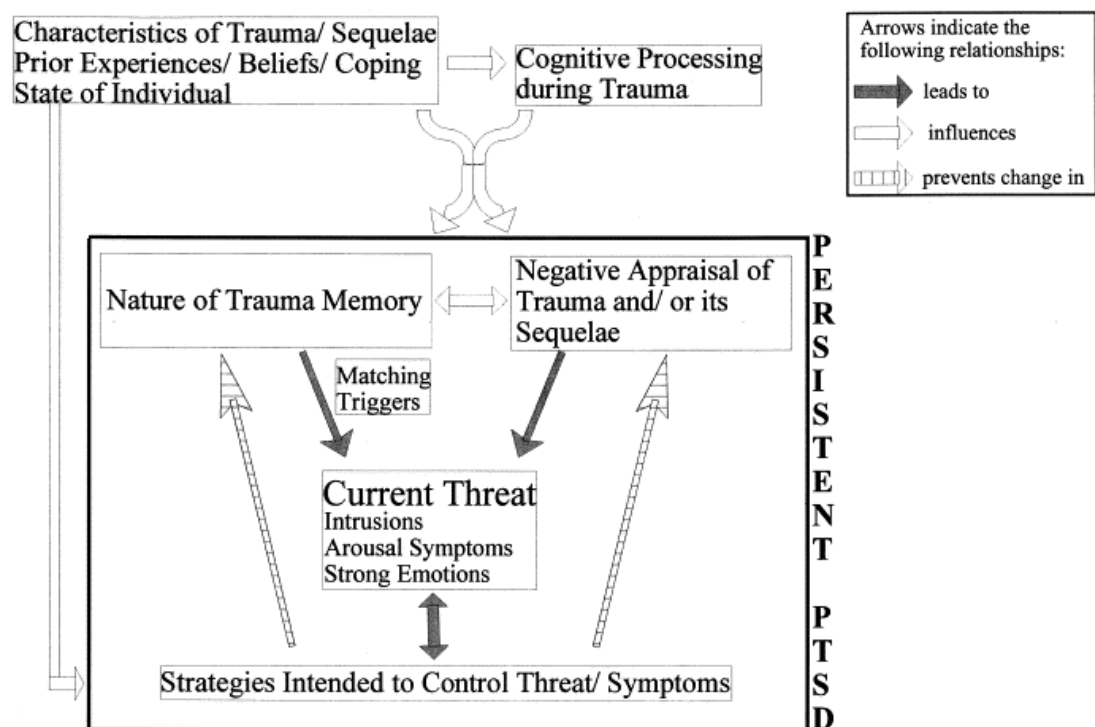 Characteristics of Trauma/ Sequelae
Prior Experiences/ Beliefs/ Coping
State of Individual
Cognitive Processing
during Trauma
Arrows indicate the
following relationships:
leads to
influences
prevents change in
Nature of Trauma Memory
Negative Appraisal of
Trauma and/ or its
Sequelae
Matching
Triggers
Current Threat
Intrusions
Arousal Symptoms
Strong Emotions
Strategies Intended to Control Threat/ Symptoms
PERSISTENT PTSD